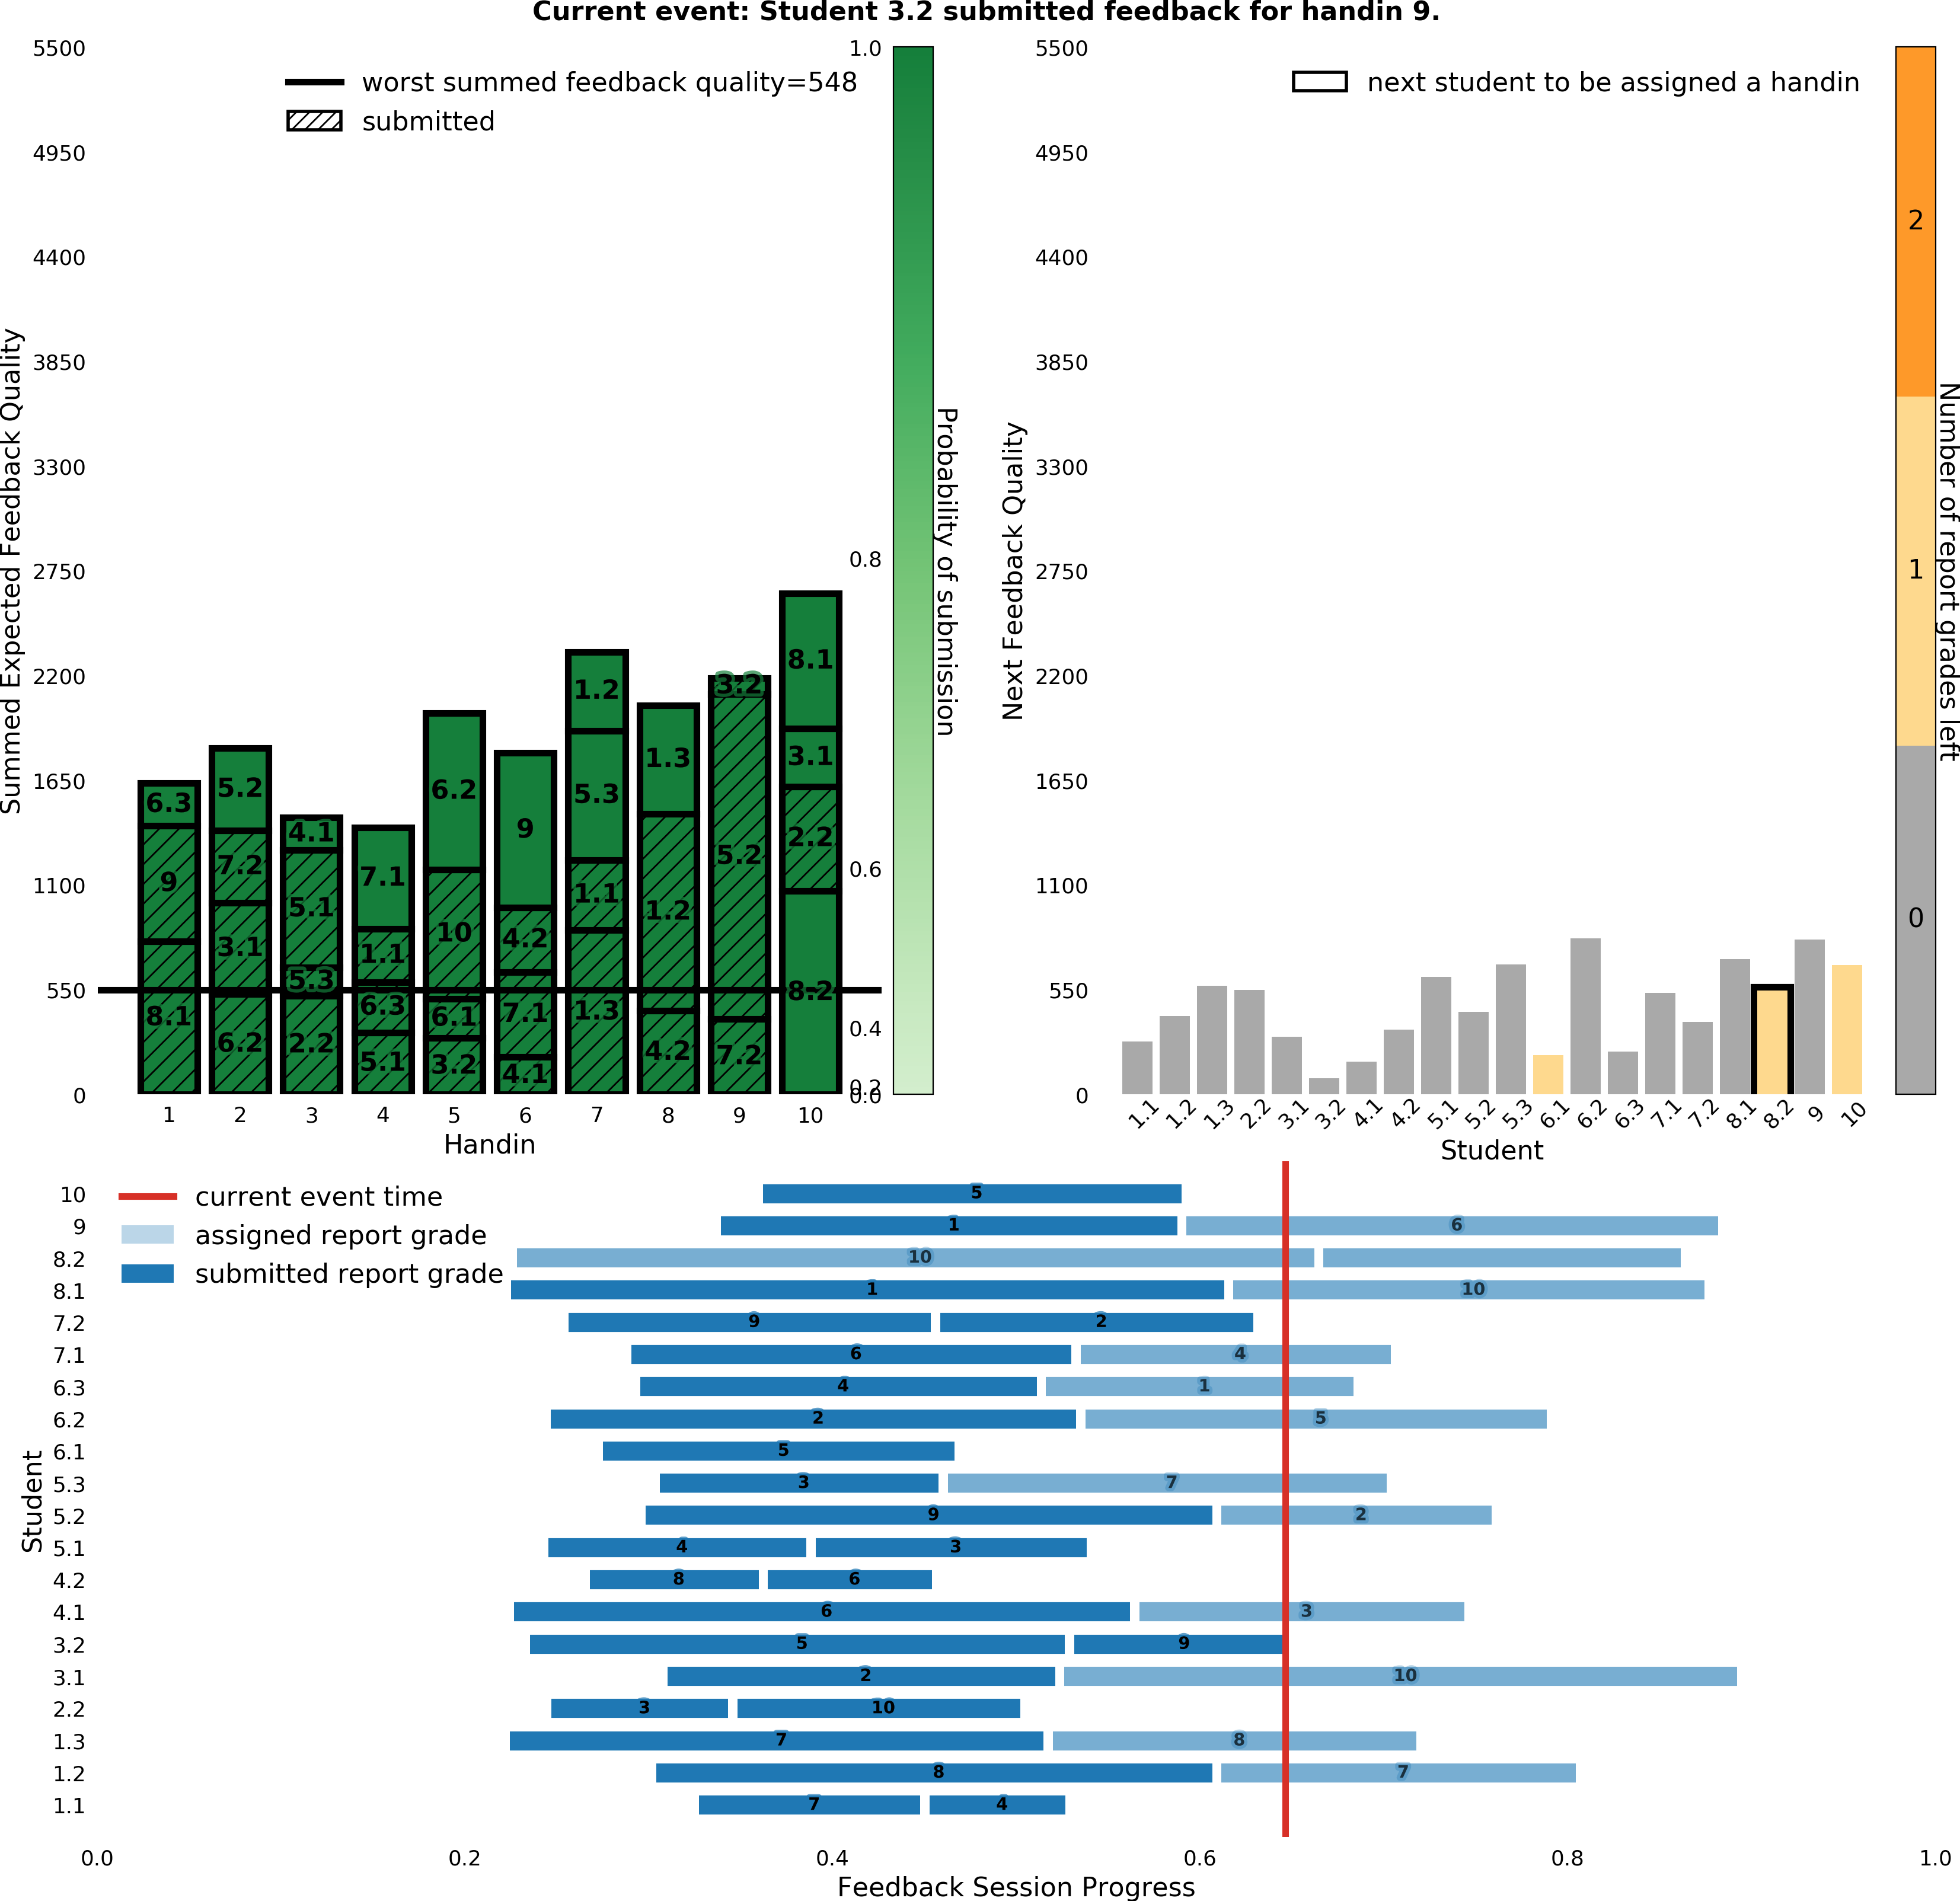 Current event: Student 3.2 submitted feedback for handin 9.
Summed Expected Feedback Quality
5500
4950
4400
3850
3300
2750
2200
1650
1100
550
0
worst summed feedback quality=548
submitted
6.3
9
8.1
5.2
7.2
3.1
6.2
4.1
5.1
5.3
2.2
7.1
1.1
6.3
5.1
6.2
10
6.1
3.2
9
4.2
7.1
4.1
1.2
5.3
1.1
1.3
1.3
1.2
4.2
3.2
5.2
7.2
8.1
3.1
2.2
8.2
1 2 3 4 5 6 7 8 9 10
Handin
1.0
0.8
0.6
0.4
0.2
0.0
Probability of submission
Next Feedback Quality
5500
4950
4400
3850
3300
2750
2200
1650
1100
550
0
next student to be assigned a handin
1.1 1.2 1.3 2.2 3.1 3.2 4.1 4.2 5.1 5.2 5.3 6.1 6.2 6.3 7.1 7.2 8.1 8.2 9 10
Student
2
1
0
Number of report grades left
current event time
assigned report grade
submitted report grade
Student
10 5
9 1 6
8.2 10
8.1 1 10
7.2 9 2
7.1 6 4
6.3 4 1
6.2 2 5
6.1 5
5.3 3 7
5.2 9 2
5.1 4 3
4.2 8 6
4.1 6 3
3.2 5 9
3.1 2 10
2.2 3 10
1.3 7 8
1.2 8 7
1.1 7 4
0.0 0.2 0.4 0.6 0.8 1.0
Feedback Session Progress